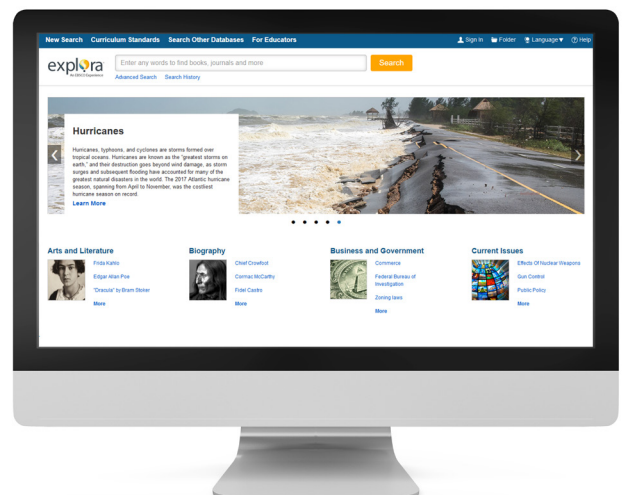 New Search Curriculum Standards Search Other Databases For Educators Sign In Folder Language Help
explora
An EBSCO Experience
Enter any words to find books, journals and more
Search
Advanced Search Search History
Hurricanes
Hurricanes, typhoons, and cyclones are storms formed over
tropical oceans. Hurricanes are known as the "greatest storms on
earth," and their destruction goes beyond wind damage, as storm
surges and subsequent flooding have accounted for many of the
greatest natural disasters in the world. The 2017 Atlantic hurricane
season, spanning from April to November, was the costliest
hurricane season on record.
Learn More
Arts and Literature
Frida Kahlo
Edgar Allan Poe
"Dracula" by Bram Stoker
More
Biography
Chief Crowfoot
Cormac McCarthy
Fidel Castro
More
Business and Government
Commerce
Federal Bureau of
Investigation
Zoning laws
More
Current Issues
Effects Of Nuclear Weapons
Gun Control
Public Policy
More